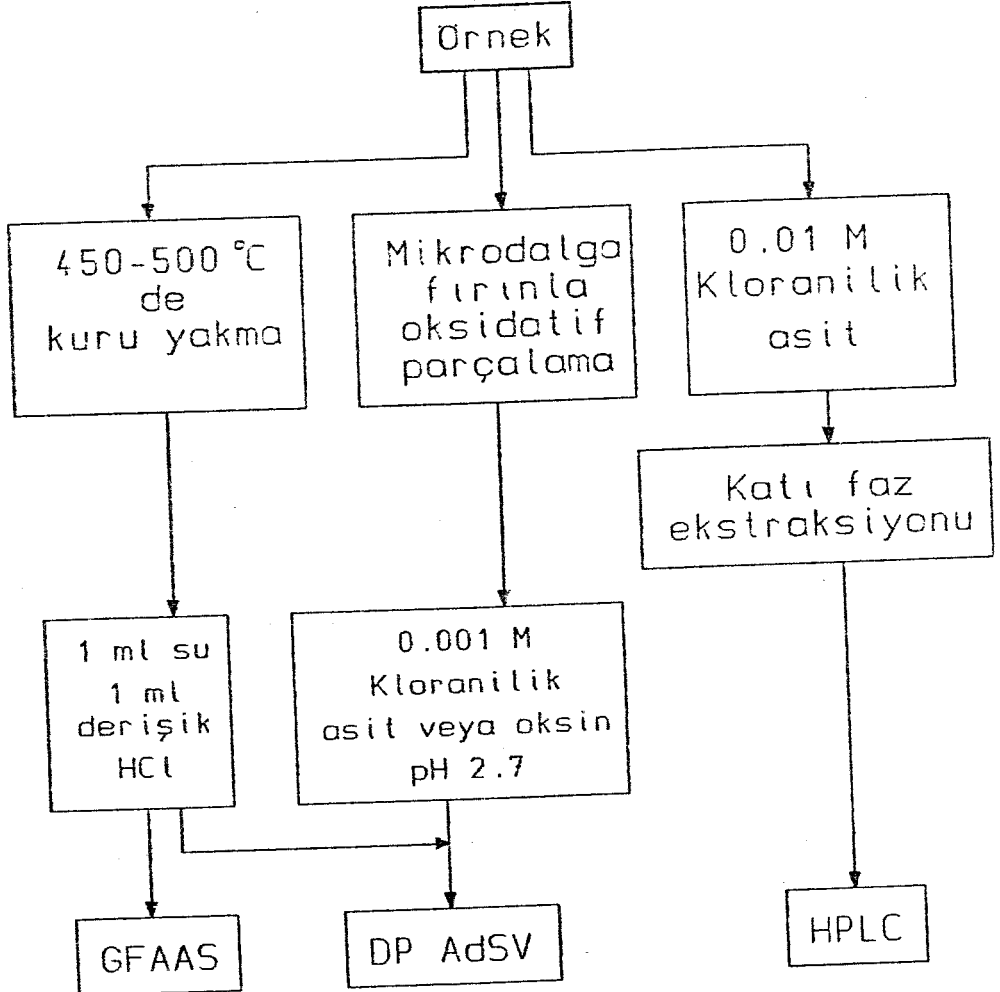 Örnek
450-500 °C
de
kuru yakma
Mikrodalga
fırınla
oksidatif
parçalama
0.01 M
Kloranilik
asit
Katı faz
ekstraksiyonu
1 ml su
1 ml
derişik
HCl
0.001 M
Kloranilik
asit veya oksin
pH 2.7
GFAAS
DP AdSV
HPLC